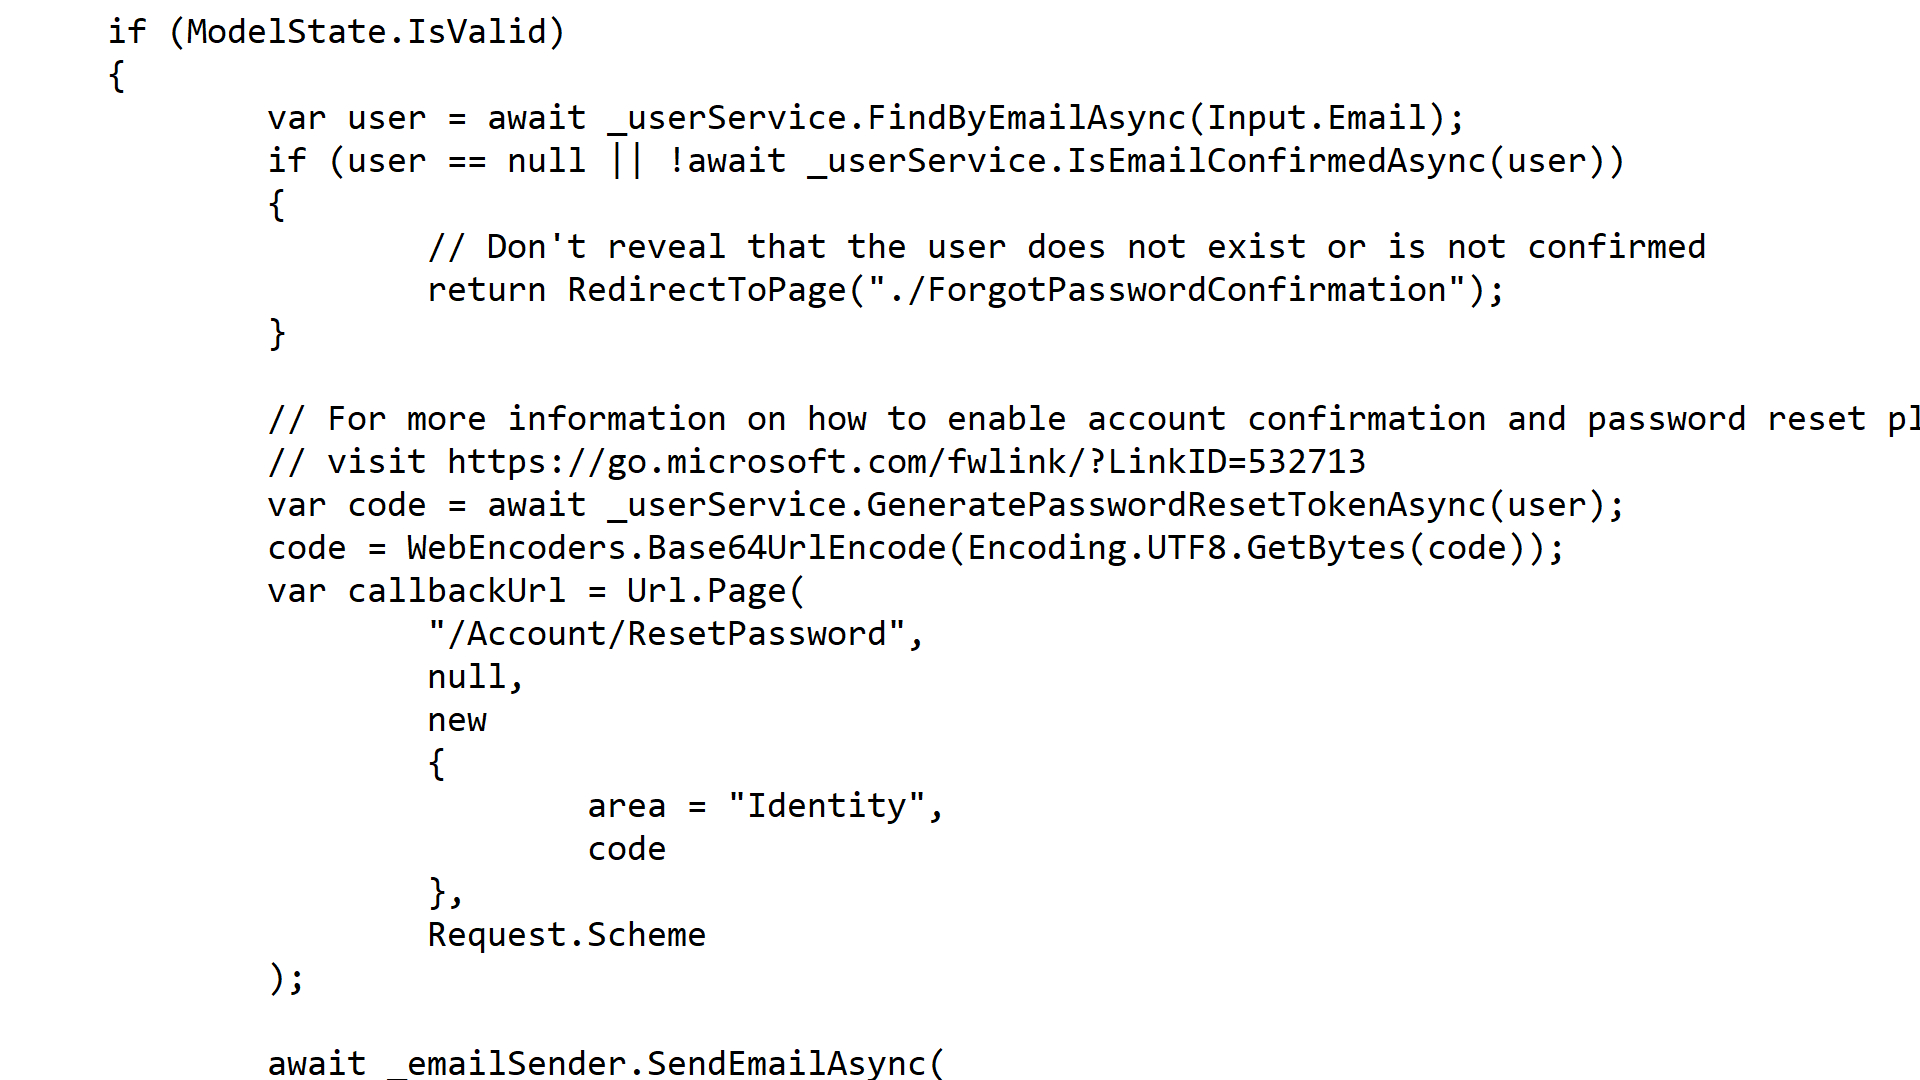 if (ModelState.IsValid)
{
var user = await _userService.FindByEmailAsync(Input.Email);
if (user == null || !await _userService.IsEmailConfirmedAsync(user))
{
// Don't reveal that the user does not exist or is not confirmed
return RedirectToPage("./ForgotPasswordConfirmation");
}
// For more information on how to enable account confirmation and password reset pl
// visit https://go.microsoft.com/fwlink/?LinkID=532713
var code = await _userService.GeneratePasswordResetTokenAsync(user);
code = WebEncoders.Base64UrlEncode(Encoding.UTF8.GetBytes(code));
var callbackUrl = Url.Page(
"/Account/ResetPassword",
null,
new
{
area = "Identity",
code
},
Request.Scheme
);
await _emailSender.SendEmailAsync(